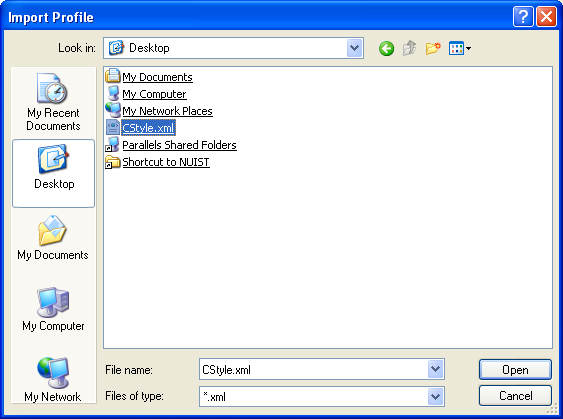 Import Profile
Look in: Desktop
My Recent
Documents
Desktop
My Documents
My Computer
My Network
My Documents
My Computer
My Network Places
CStyle.xml
Parallels Shared Folders
Shortcut to NUIST
File name: CStyle.xml Open
Files of type: *.xml Cancel